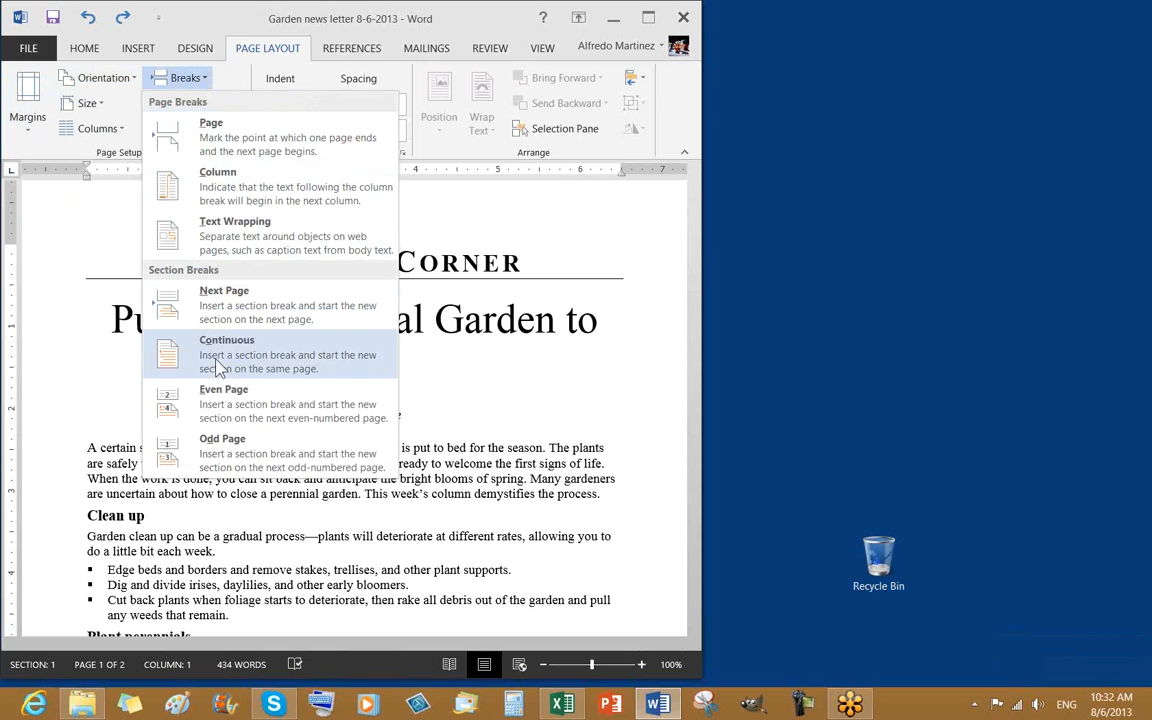 Garden news letter 8-6-2013 - Word
?
FILE HOME INSERT DESIGN PAGE LAYOUT REFERENCES MAILINGS REVIEW VIEW Alfredo Martinez
Orientation Breaks Indent Spacing Bring Forward
Size Send Backward
Margins Position Wrap
Text
Columns Selection Pane
Page Setup Arrange
Page Breaks
Page
Mark the point at which one page ends
and the next page begins.
Column
Indicate that the text following the column
break will begin in the next column.
Text Wrapping
Separate text around objects on web
pages, such as caption text from body text.
Section Breaks
Next Page
Insert a section break and start the new
section on the next page.
Continuous
Insert a section break and start the new
section on the same page.
Even Page
Insert a section break and start the new
section on the next even-numbered page.
Odd Page
Insert a section break and start the new
section on the next odd-numbered page.
L 4 5 6 7
1
2
3
4
CORNER
Pu al Garden to
A certain s is put to bed for the season. The plants
are safely ready to welcome the first signs of life.
When the work is done, you can sit back and anticipate the bright blooms of spring. Many gardeners
are uncertain about how to close a perennial garden. This week's column demystifies the process.
Clean up
Garden clean up can be a gradual process—plants will deteriorate at different rates, allowing you to
do a little bit each week.
▪ Edge beds and borders and remove stakes, trellises, and other plant supports.
▪ Dig and divide irises, daylilies, and other early bloomers.
▪ Cut back plants when foliage starts to deteriorate, then rake all debris out of the garden and pull
any weeds that remain.
Plant perennials
SECTION: 1 PAGE 1 OF 2 COLUMN: 1 434 WORDS 100%
Recycle Bin
ENG
10:32 AM
8/6/2013